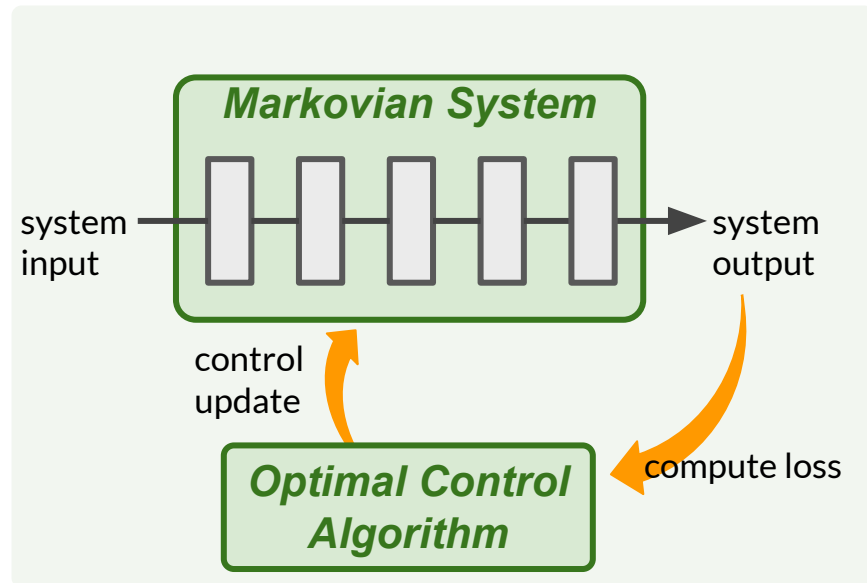 Markovian System
system
input
system
output
control
update
compute loss
Optimal Control
Algorithm